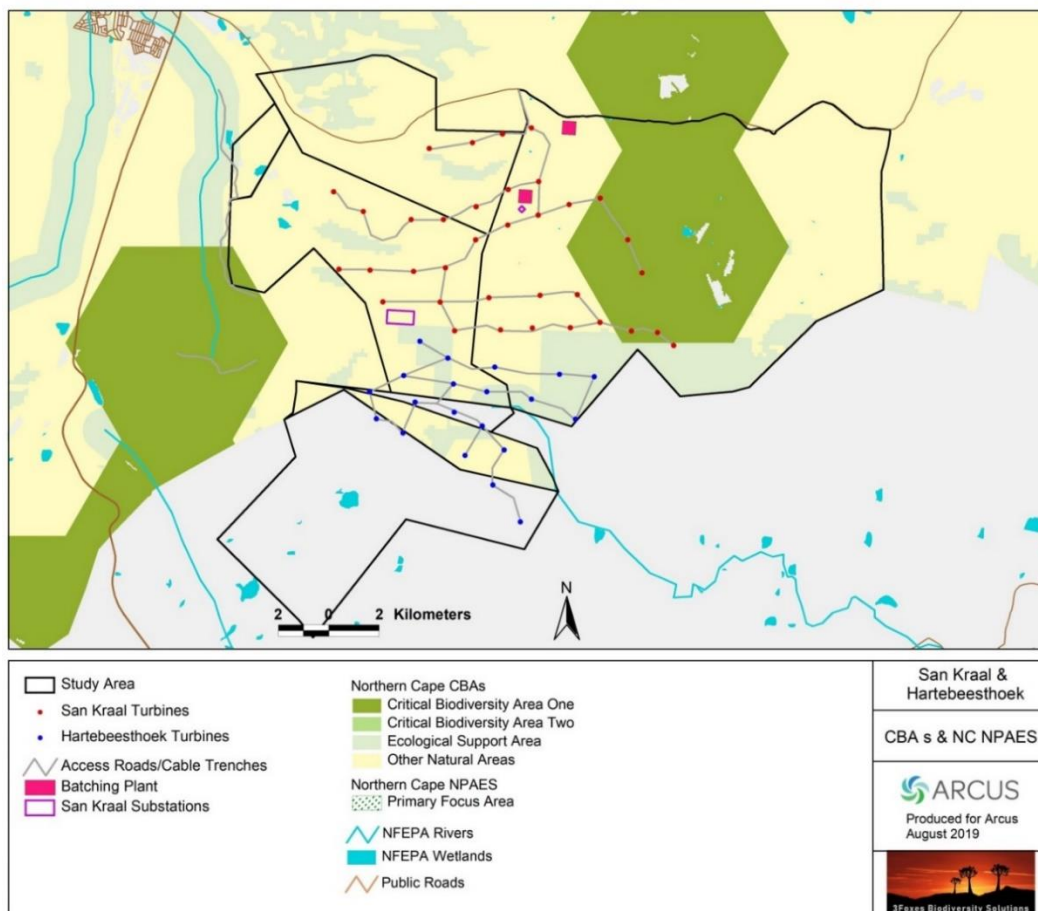 N
2 0 2 Kilometers
Study Area
San Kraal Turbines
Hartebeesthoek Turbines
Access Roads/Cable Trenches
Batching Plant
San Kraal Substations
Northern Cape CBAs
Critical Biodiversity Area One
Critical Biodiversity Area Two
Ecological Support Area
Other Natural Areas
Northern Cape NPAES
Primary Focus Area
NFEPA Rivers
NFEPA Wetlands
Public Roads
San Kraal &
Hartebeesthoek
CBA s & NC NPAES
ARCUS
Produced for Arcus
August 2019
3Foxes Biodiversity Solutions